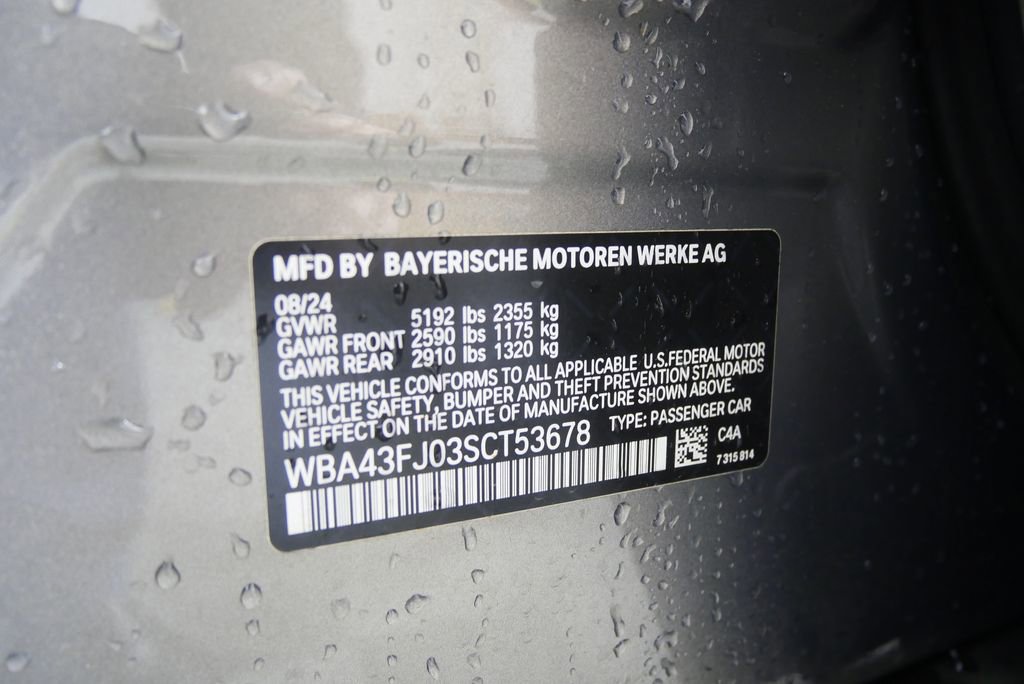 MFD BY BAYERISCHE MOTOREN WERKE AG
08/24
GVWR 5192 lbs 2355 kg
GAWR FRONT 2590 lbs 1175 kg
GAWR REAR 2910 lbs 1320 kg
THIS VEHICLE CONFORMS TO ALL APPLICABLE U.S.FEDERAL MOTOR
VEHICLE SAFETY, BUMPER AND THEFT PREVENTION STANDARDS
IN EFFECT ON THE DATE OF MANUFACTURE SHOWN ABOVE.
WBA43FJ03SCT53678 TYPE: PASSENGER CAR
C4A
7 315 814